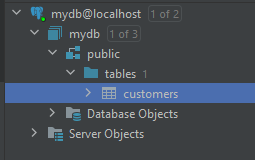 mydb@localhost 1 of 2
mydb 1 of 3
public
tables 1
customers
Database Objects
Server Objects